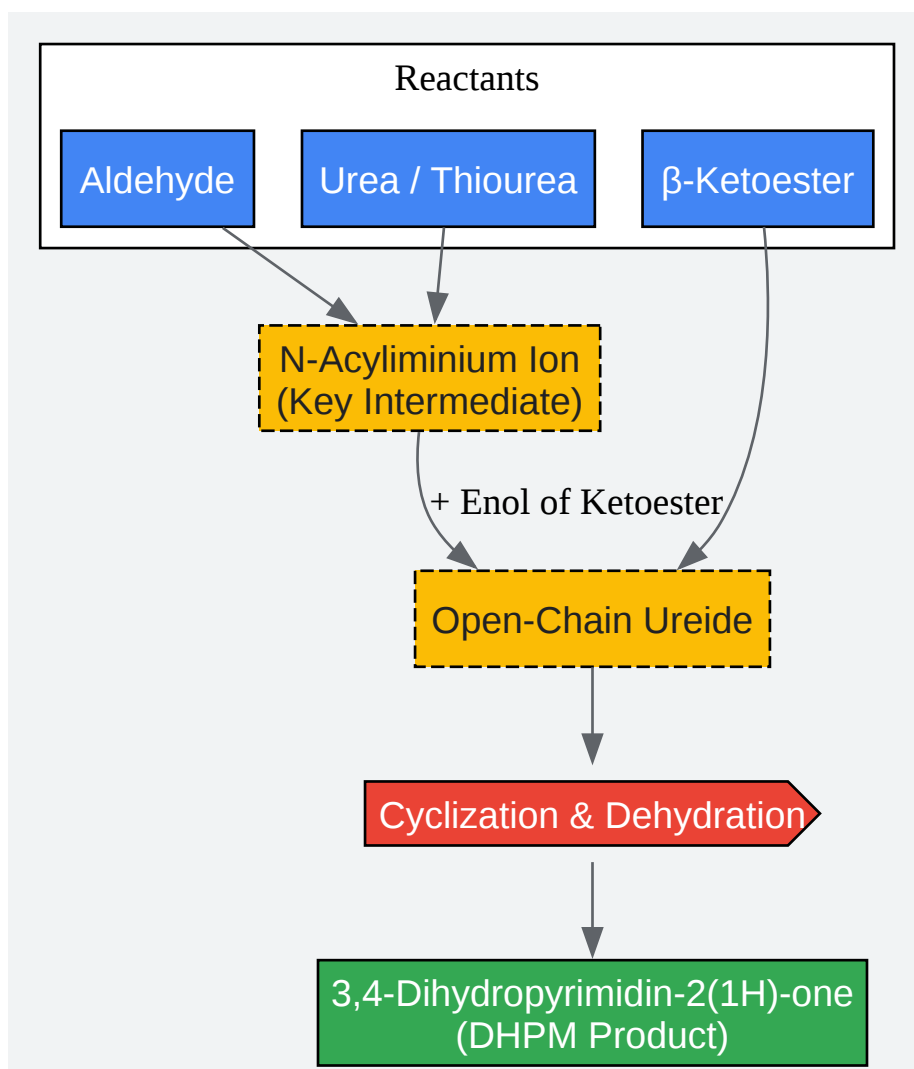 Reactants
Aldehyde
Urea / Thiourea
β-Ketoester
N-Acyliminium Ion
(Key Intermediate)
+ Enol of Ketoester
Open-Chain Ureide
Cyclization & Dehydration
3,4-Dihydropyrimidin-2(1H)-one
(DHPM Product)